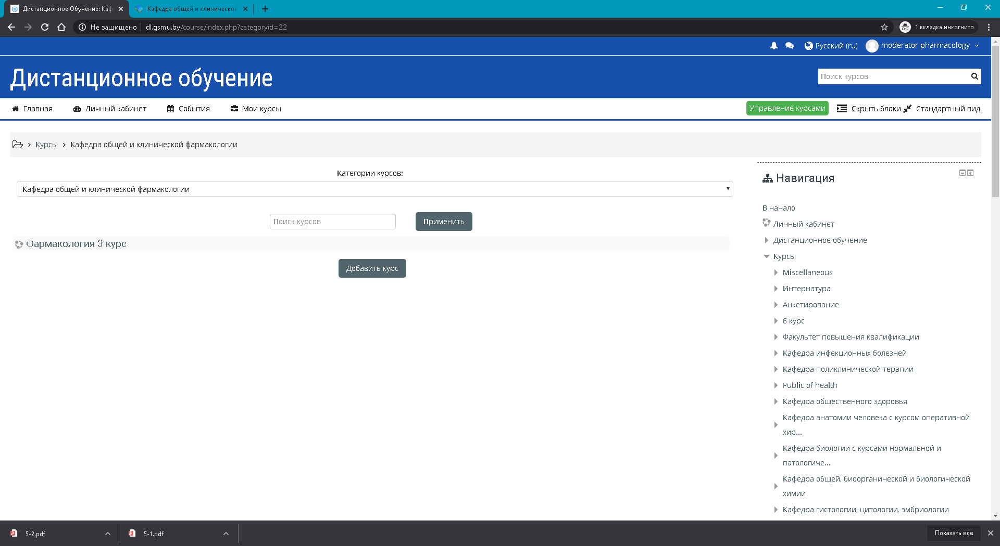 Дистанционное Обучение: Каф
Кафедра общей и клинической
Не защищено
dl.gsmu.by/course/index.php?categoryid=22
1 вкладка инкогнито
Русский (ru)
moderator pharmacology
Дистанционное обучение
Поиск курсов
Главная
Личный кабинет
События
Мои курсы
Управление курсами
Скрыть блоки
Стандартный вид
Курсы
Кафедра общей и клинической фармакологии
Категории курсов:
Кафедра общей и клинической фармакологии
Поиск курсов
Применить
Фармакология 3 курс
Добавить курс
Навигация
В начало
Личный кабинет
Дистанционное обучение
Курсы
Miscellaneous
Интернатура
Анкетирование
6 курс
Факультет повышения квалификации
Кафедра инфекционных болезней
Кафедра поликлинической терапии
Public of health
Кафедра общественного здоровья
Кафедра анатомии человека с курсом оперативной
хир...
Кафедра биологии с курсами нормальной и
патологиче...
Кафедра общей, биоорганической и биологической
химии
Кафедра гистологии, цитологии, эмбриологии
5-2.pdf
5-1.pdf
Показать все